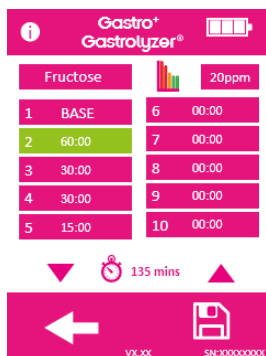 i
Gastro+
Gastrolyzer®
Fructose
20ppm
1 BASE
2 60:00
3 30:00
4 30:00
5 15:00
6 00:00
7 00:00
8 00:00
9 00:00
10 00:00
135 mins
VX.XX
SN:XXXXXXXX